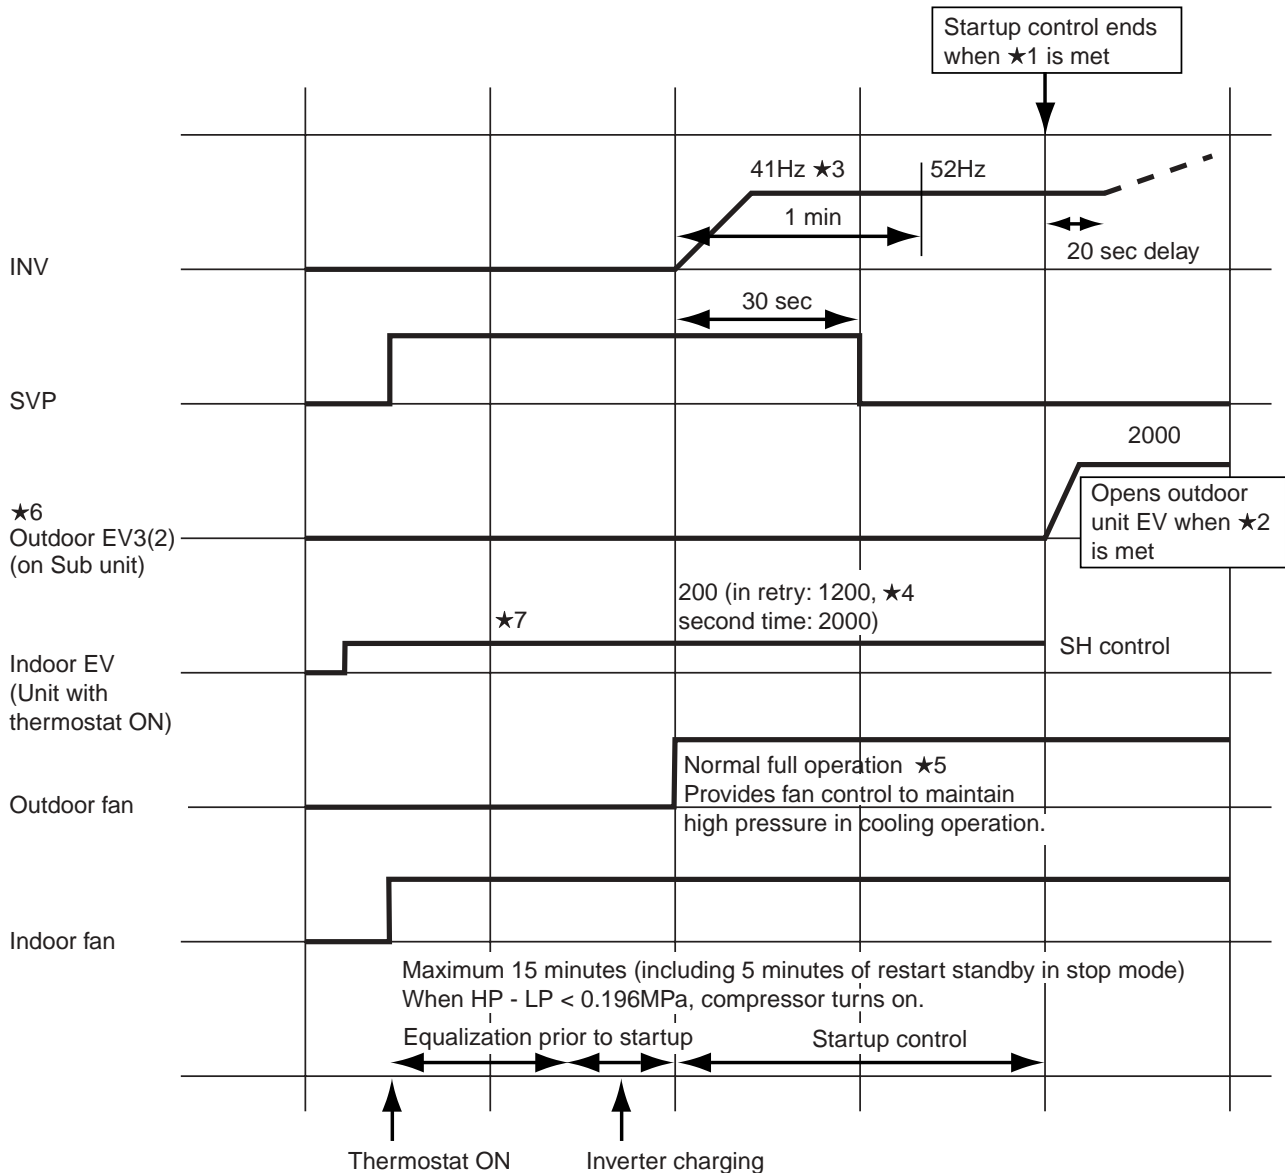 Startup control ends
when ★1 is met
41Hz ★3
52Hz
1 min
20 sec delay
INV
30 sec
SVP
2000
★6
Outdoor EV3(2)
(on Sub unit)
Opens outdoor
unit EV when ★2
is met
★7
200 (in retry: 1200, ★4
second time: 2000)
Indoor EV
(Unit with
thermostat ON)
SH control
Normal full operation ★5
Provides fan control to maintain
high pressure in cooling operation.
Outdoor fan
Indoor fan
Maximum 15 minutes (including 5 minutes of restart standby in stop mode)
When HP - LP < 0.196MPa, compressor turns on.
Equalization prior to startup
Startup control
Thermostat ON
Inverter charging